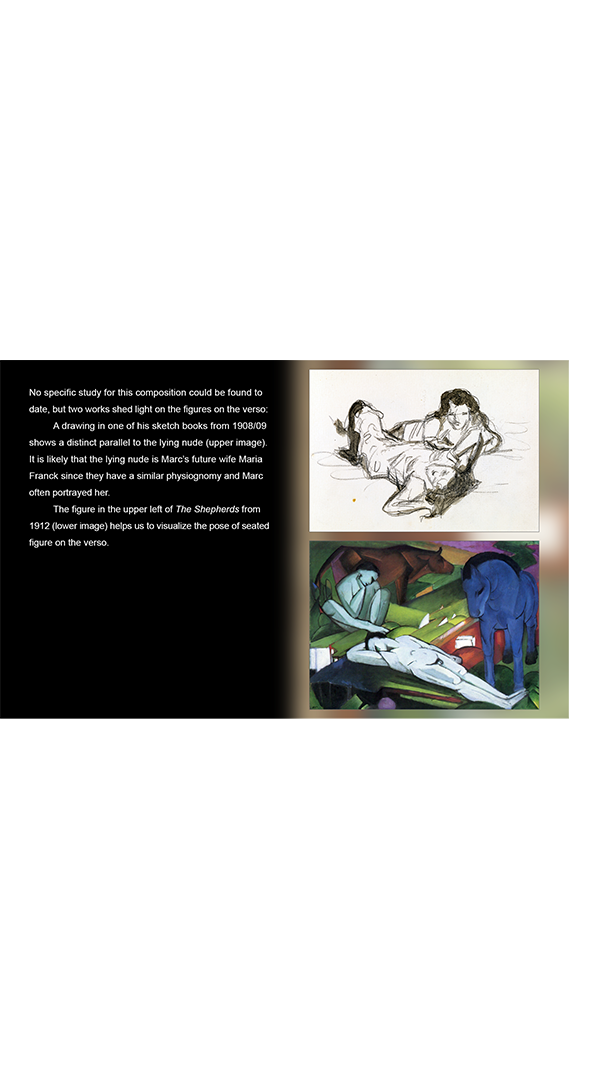 No specific study for this composition could be found to
date, but two works shed light on the figures on the verso:
A drawing in one of his sketch books from 1908/09
shows a distinct parallel to the lying nude (upper image).
It is likely that the lying nude is Marc's future wife Maria
Franck since they have a similar physiognomy and Marc
often portrayed her.
The figure in the upper left of The Shepherds from
1912 (lower image) helps us to visualize the pose of seated
figure on the verso.